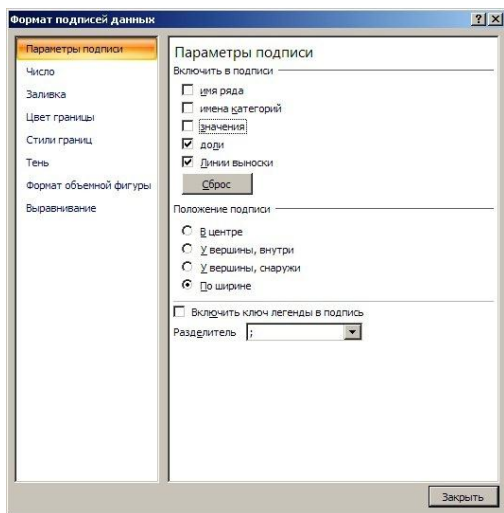 Формат подписей данных
Параметры подписи
Число
Заливка
Цвет границы
Стили границ
Тень
Формат объемной фигуры
Выравнивание
Параметры подписи
Включить в подписи
имя ряда
имена категорий
значения
доли
Линии выноски
Сброс
Положение подписи
В центре
У вершины, внутри
У вершины, снаружи
По ширине
Включить ключ легенды в подпись
Разделитель ;
Закрыть